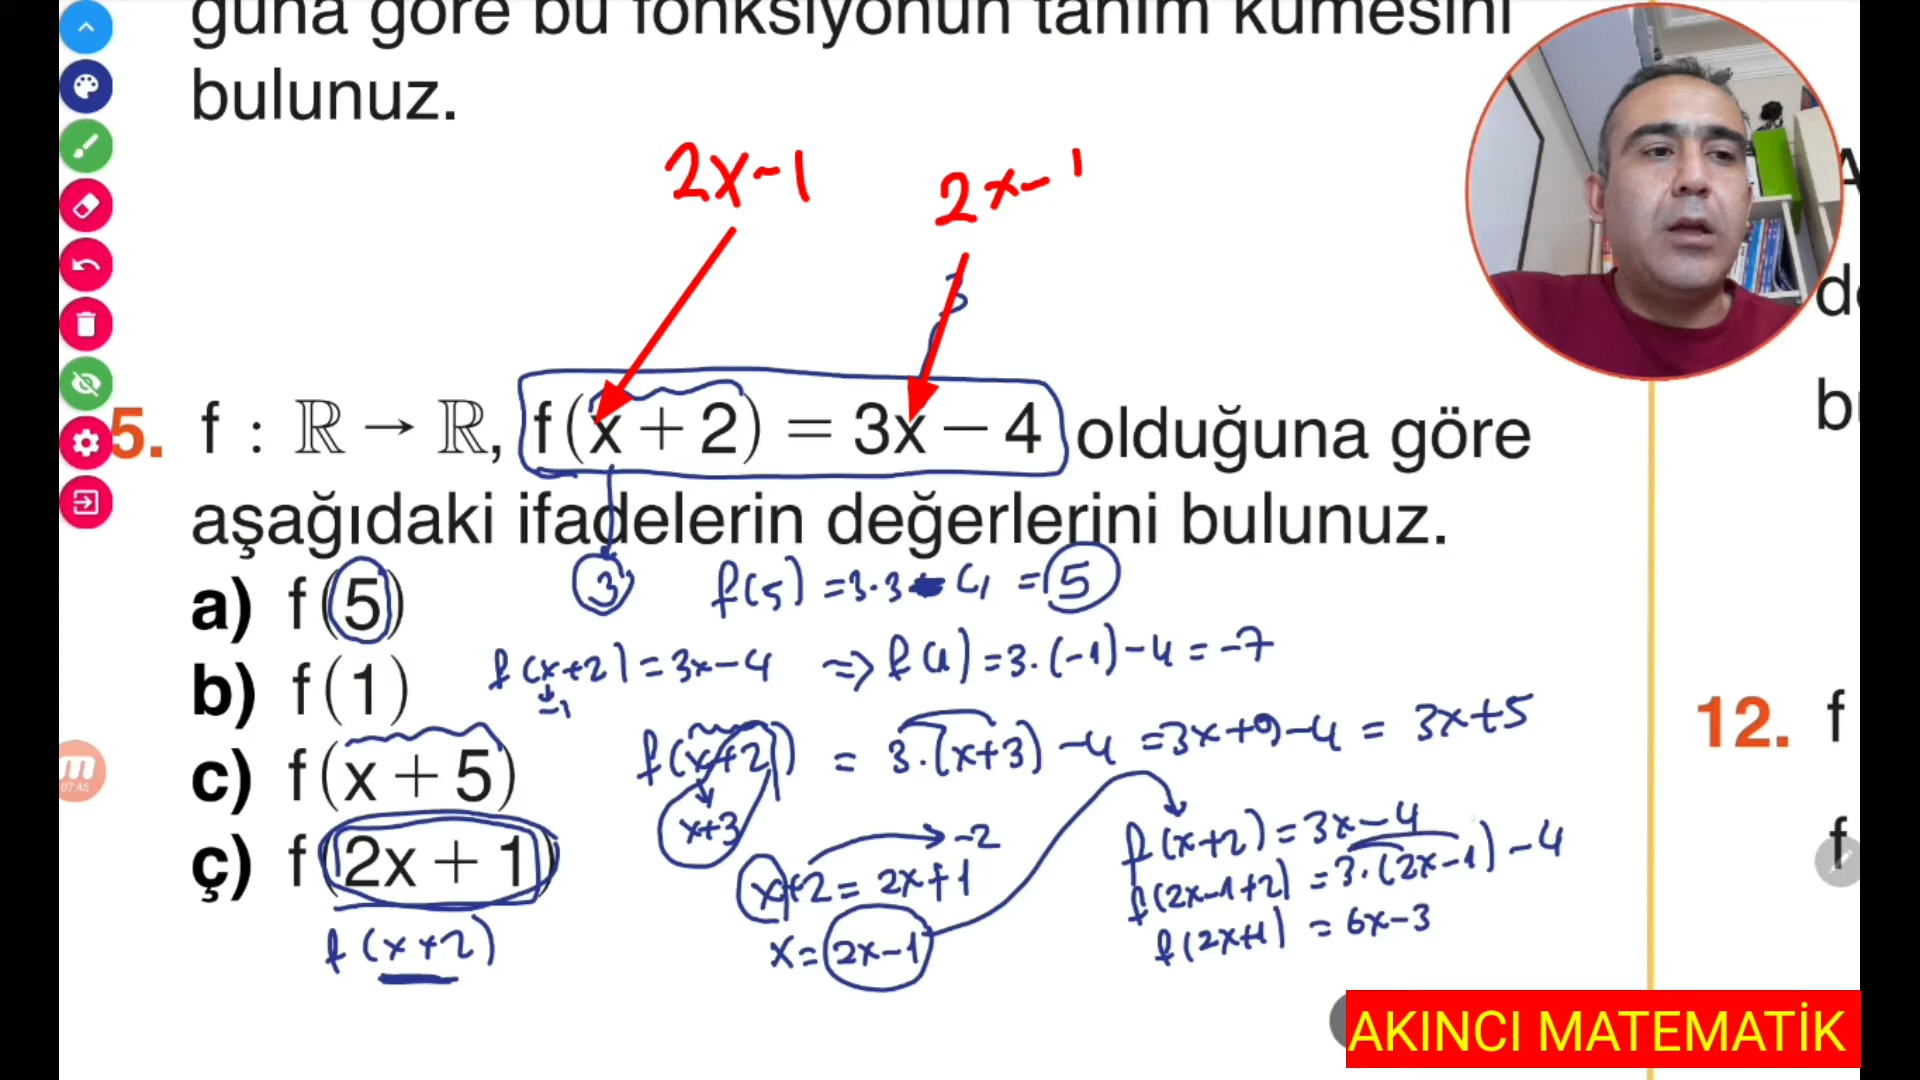 guna göre bu fonksiyonun tanım kümesini
bulunuz.
2x-1
2x-1
3
5. f : ℝ → ℝ, f(x + 2) = 3x − 4 olduğuna göre
aşağıdaki ifadelerin değerlerini bulunuz.
3
a) f(5)
f(5) = 3·3 - 4 = 5
b) f(1)
f(x+2) = 3x-4 => f(1) = 3·(-1)-4 = -7
-1
c) f(x + 5)
f(x+2) = 3·(x+3) -4 = 3x+9-4 = 3x+5
x+3
ç) f(2x + 1)
f(x+2)
-2
x+2 = 2x+1
x = 2x-1
f(x+2) = 3x-4
f(2x-1+2) = 3·(2x-1) - 4
f(2x+1) = 6x-3
12. f
f
07:45
AKINCI MATEMATİK